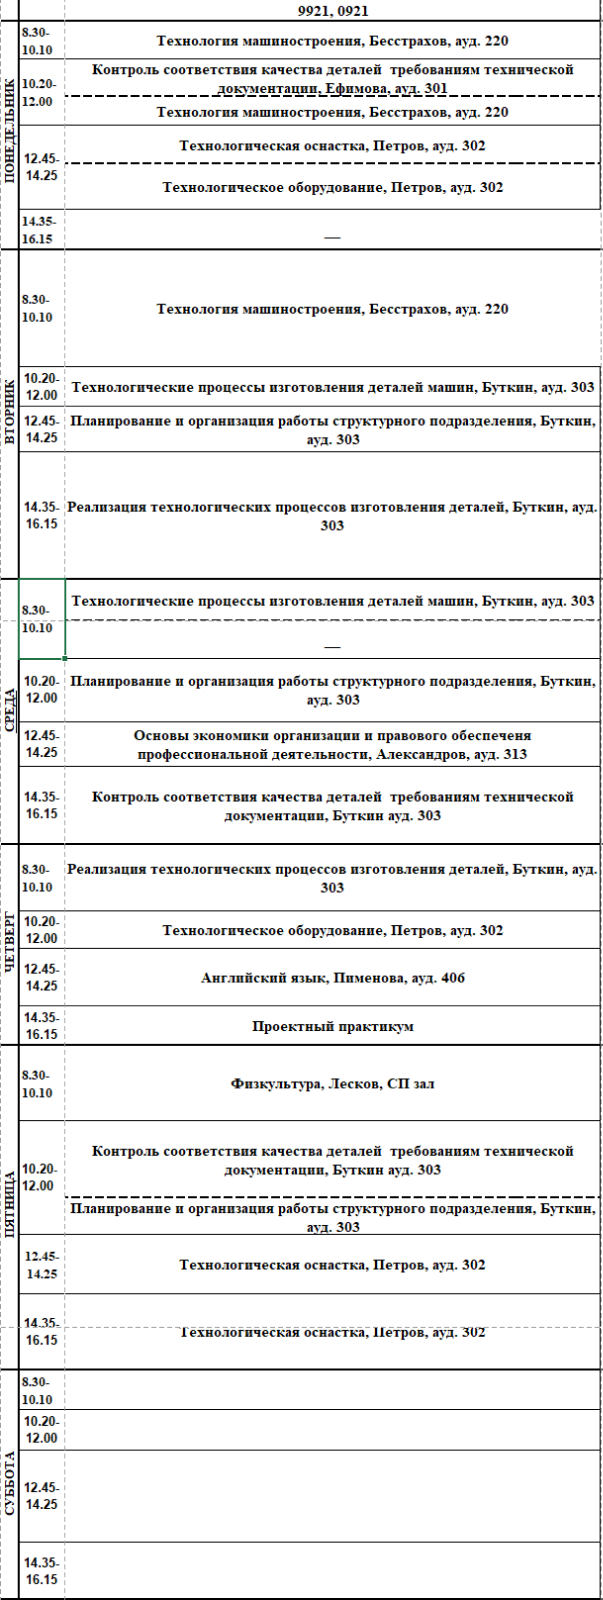 9921, 0921
ПОНЕДЕЛЬНИК
8.30-
10.10
Технология машиностроения, Бесстрахов, ауд. 220
10.20-
12.00
Контроль соответствия качества деталей  требованиям технической
документации, Ефимова, ауд. 301
Технология машиностроения, Бесстрахов, ауд. 220
12.45-
14.25
Технологическая оснастка, Петров, ауд. 302
Технологическое оборудование, Петров, ауд. 302
14.35-
16.15
—
ВТОРНИК
8.30-
10.10
Технология машиностроения, Бесстрахов, ауд. 220
10.20-
12.00
Технологические процессы изготовления деталей машин, Буткин, ауд. 303
12.45-
14.25
Планирование и организация работы структурного подразделения, Буткин,
ауд. 303
14.35-
16.15
Реализация технологических процессов изготовления деталей, Буткин, ауд.
303
СРЕДА
8.30-
10.10
Технологические процессы изготовления деталей машин, Буткин, ауд. 303
—
10.20-
12.00
Планирование и организация работы структурного подразделения, Буткин,
ауд. 303
12.45-
14.25
Основы экономики организации и правового обеспеченя
профессиональной деятельности, Александров, ауд. 313
14.35-
16.15
Контроль соответствия качества деталей  требованиям технической
документации, Буткин ауд. 303
ЧЕТВЕРГ
8.30-
10.10
Реализация технологических процессов изготовления деталей, Буткин, ауд.
303
10.20-
12.00
Технологическое оборудование, Петров, ауд. 302
12.45-
14.25
Английский язык, Пименова, ауд. 406
14.35-
16.15
Проектный практикум
ПЯТНИЦА
8.30-
10.10
Физкультура, Лесков, СП зал
10.20-
12.00
Контроль соответствия качества деталей  требованиям технической
документации, Буткин ауд. 303
Планирование и организация работы структурного подразделения, Буткин,
ауд. 303
12.45-
14.25
Технологическая оснастка, Петров, ауд. 302
14.35-
16.15
Технологическая оснастка, Петров, ауд. 302
СУББОТА
8.30-
10.10
10.20-
12.00
12.45-
14.25
14.35-
16.15